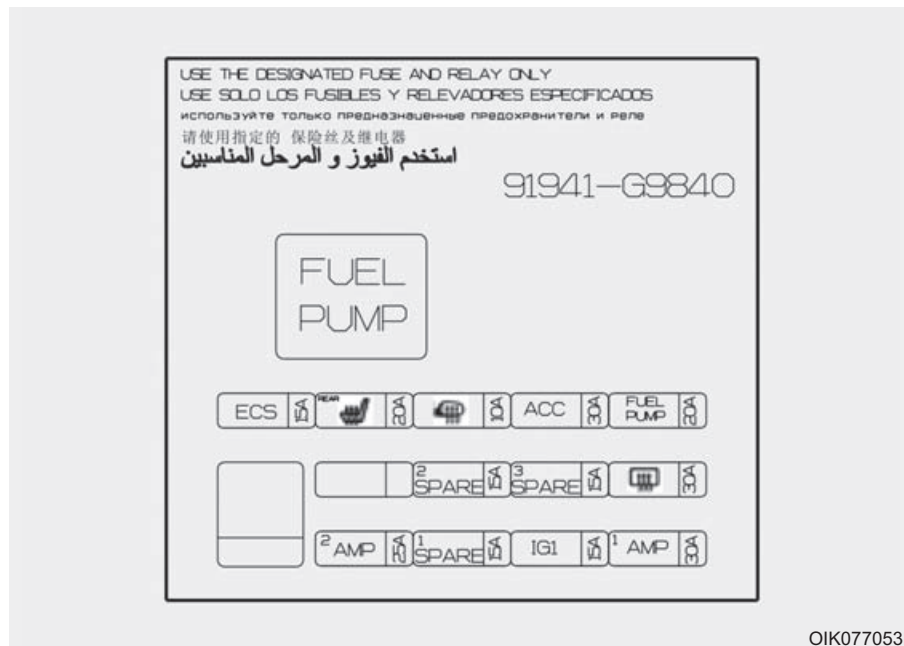 USE THE DESIGNATED FUSE AND RELAY ONLY
USE SOLO LOS FUSIBLES Y RELEVADORES ESPECIFICADOS
используйте только предназначенные предохранители и реле
请使用指定的 保险丝及继电器
استخدم الفيوز و المرحل المناسبين
91941-G9840
FUEL
PUMP
ECS 15A REAR 20A 10A ACC 30A FUEL PUMP 20A
2 SPARE 15A 3 SPARE 15A 30A
2 AMP 25A 1 SPARE 15A IG1 15A 1 AMP 30A
OIK077053